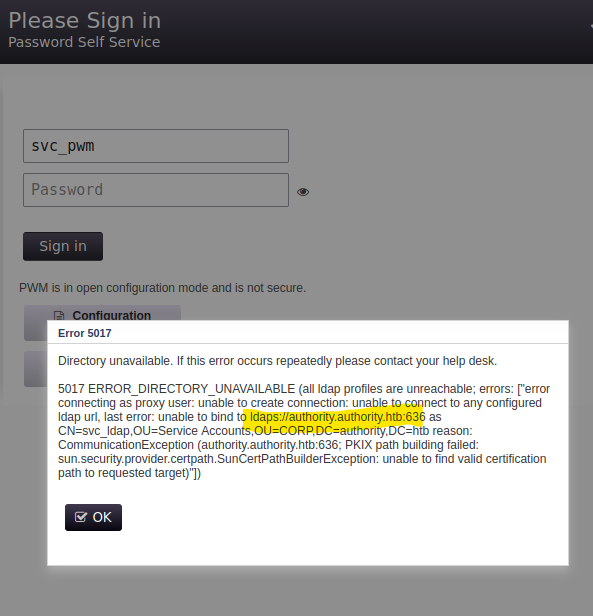 Please Sign in
Password Self Service
svc_pwm
Password
Sign in
PWM is in open configuration mode and is not secure.
Configuration
Error 5017
Directory unavailable. If this error occurs repeatedly please contact your help desk.
5017 ERROR_DIRECTORY_UNAVAILABLE (all ldap profiles are unreachable; errors: ["error
connecting as proxy user: unable to create connection: unable to connect to any configured
ldap url, last error: unable to bind to ldaps://authority.authority.htb:636 as
CN=svc_ldap,OU=Service Accounts,OU=CORP,DC=authority,DC=htb reason:
CommunicationException (authority.authority.htb:636; PKIX path building failed:
sun.security.provider.certpath.SunCertPathBuilderException: unable to find valid certification
path to requested target)"])
OK